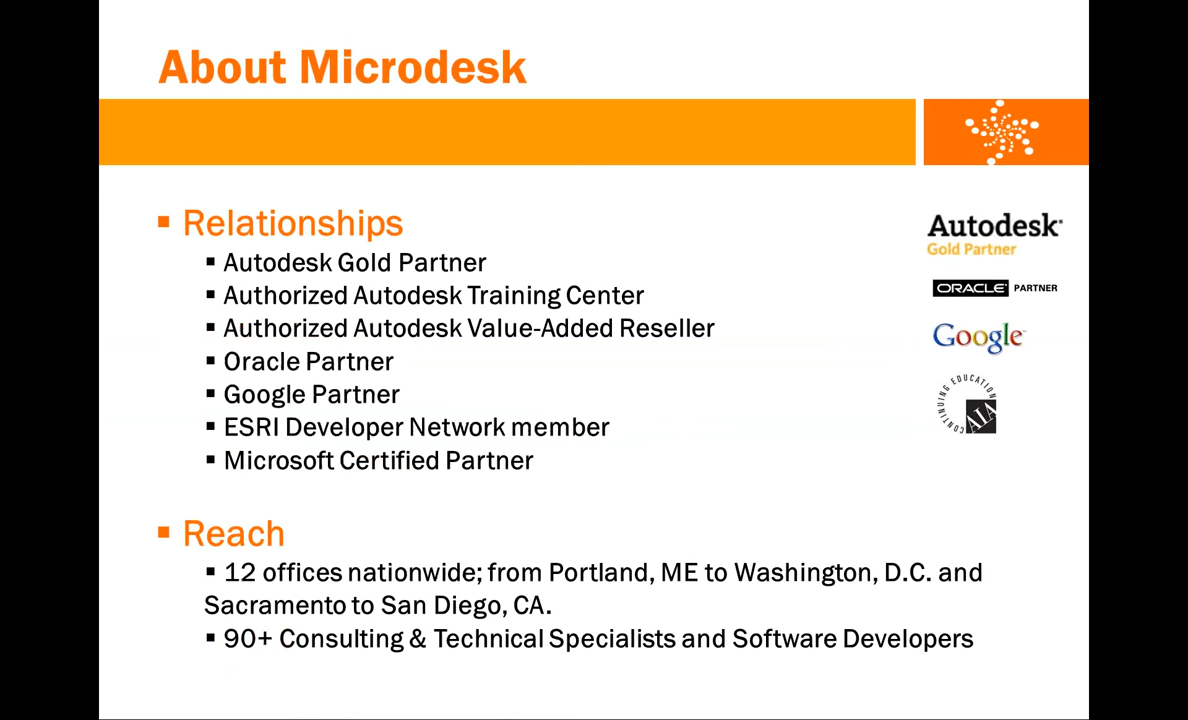 About Microdesk
▪ Relationships
▪ Autodesk Gold Partner
▪ Authorized Autodesk Training Center
▪ Authorized Autodesk Value-Added Reseller
▪ Oracle Partner
▪ Google Partner
▪ ESRI Developer Network member
▪ Microsoft Certified Partner
Autodesk®
Gold Partner
ORACLE® PARTNER
Google™
CONTINUING EDUCATION
AIA
▪ Reach
▪ 12 offices nationwide; from Portland, ME to Washington, D.C. and
Sacramento to San Diego, CA.
▪ 90+ Consulting & Technical Specialists and Software Developers